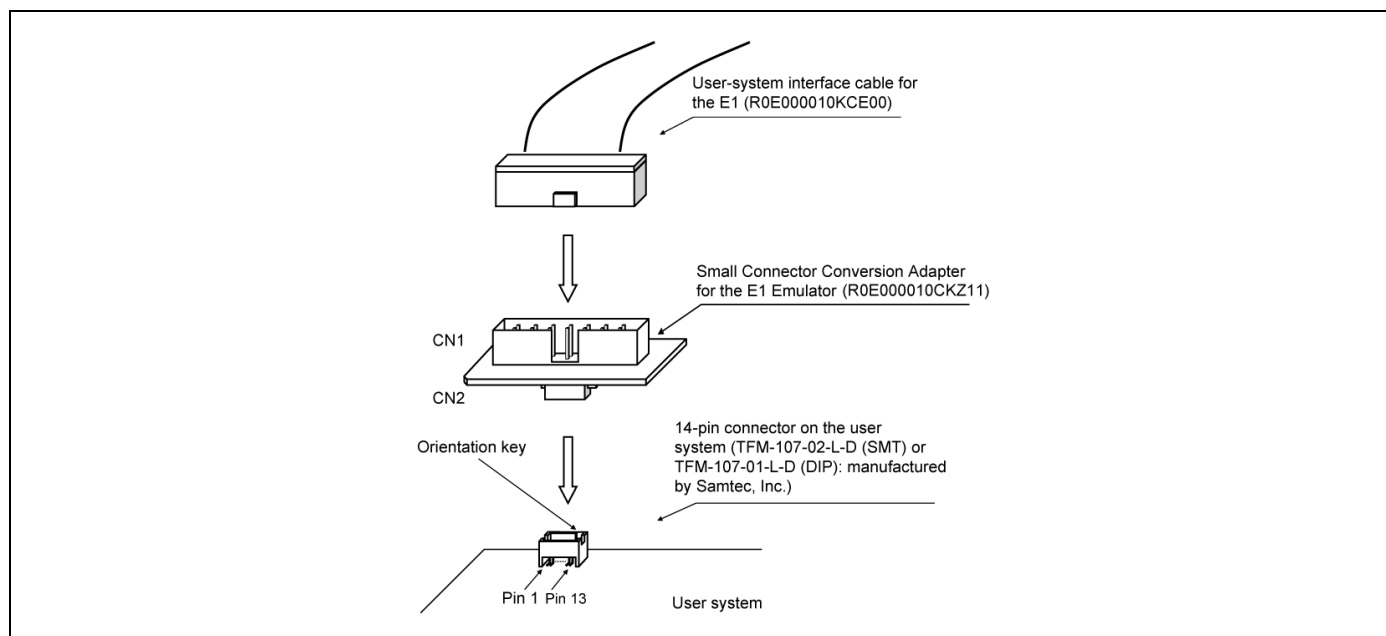 User-system interface cable for
the E1 (R0E000010KCE00)
Small Connector Conversion Adapter
for the E1 Emulator (R0E000010CKZ11)
CN1
CN2
14-pin connector on the user
system (TFM-107-02-L-D (SMT) or
TFM-107-01-L-D (DIP): manufactured
by Samtec, Inc.)
Orientation key
Pin 1 Pin 13
User system